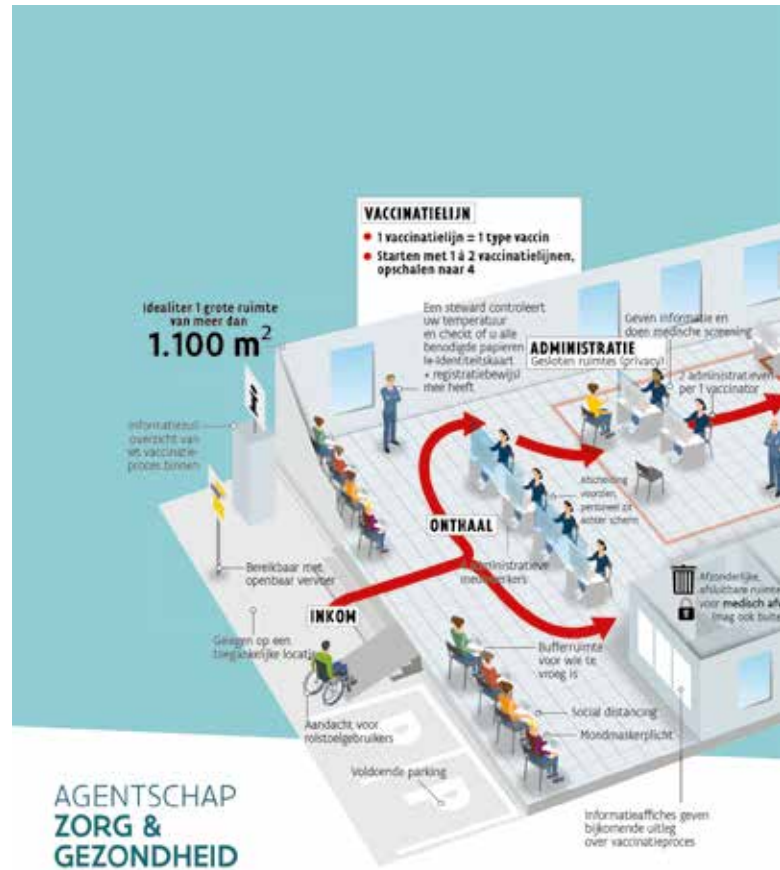 VACCINATIELIJN
1 vaccinatielijn = 1 type vaccin
Starten met 1 à 2 vaccinatielijnen,
opschalen naar 4
Idealiter 1 grote ruimte
van meer dan
1.100 m²
Een steward controleert
uw temperatuur
en checkt of u alle
benodigde papieren
(e-identiteitskaart
+ registratiebewijs)
mee heeft
ADMINISTRATIE
Gesloten ruimtes (privacy)
Geven informatie en
doen medische screening
2 administratieven
per 1 vaccinator
Informatiezuil
overzicht van
vaccinatie-
proces binnen
Afscheiding
voorzien,
personeel zit
achter scherm
ONTHAAL
administratieve
medewerkers
Bereikbaar met
openbaar vervoer
INKOM
Gelegen op een
toegankelijke locatie
Afzonderlijke,
afsluitbare ruimte
voor medisch af
(mag ook buite
Bufferruimte
voor wie te
vroeg is
Social distancing
Mondmaskerplicht
Aandacht voor
rolstoelgebruikers
Voldoende parking
P P
Informatieaffiches geven
bijkomende uitleg
over vaccinatieproces
AGENTSCHAP
ZORG &
GEZONDHEID